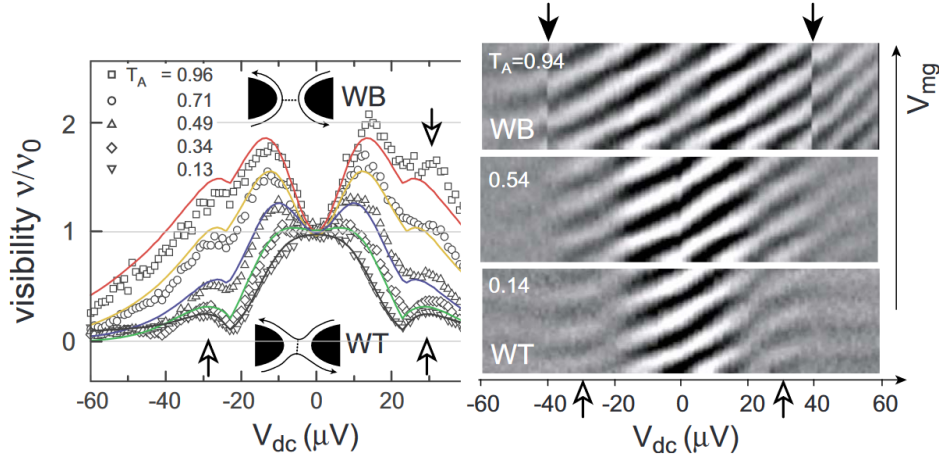 T_A = 0.96
0.71
0.49
0.34
0.13
WB
WT
visibility ν/ν₀
2
1
0
-60 -40 -20 0 20
V_dc (μV)
T_A=0.94
WB
0.54
0.14
WT
V_mg
-60 -40 -20 0 20 40 60
V_dc (μV)